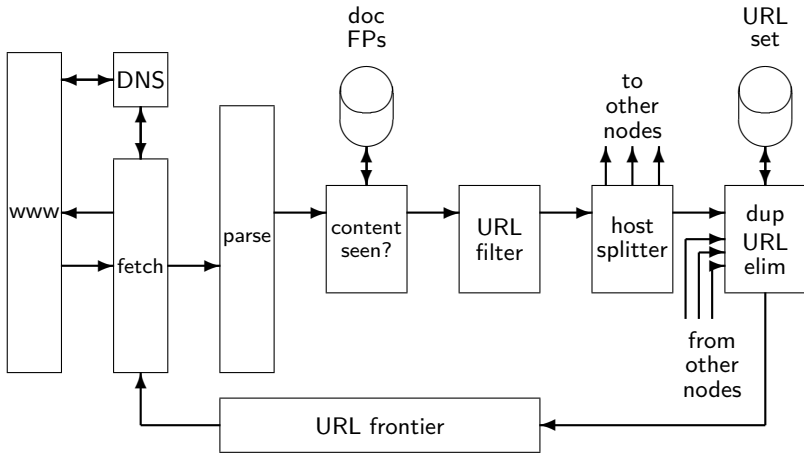 doc
FPs
URL
set
DNS
to
other
nodes
www
fetch
parse
content
seen?
URL
filter
host
splitter
dup
URL
elim
from
other
nodes
URL frontier